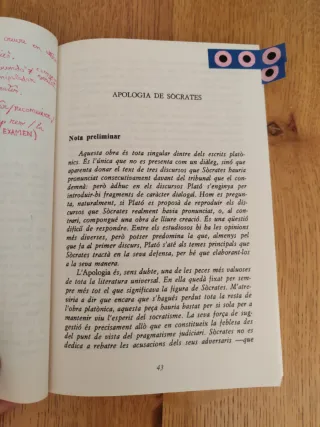 APOLOGIA DE SÒCRATES
Nota preliminar
Aquesta obra és tota singular dintre dels escrits platò-
nics. És l'única que no es presenta com un diàleg, sinó que
aparenta donar el text de tres discursos que Sòcrates hauria
pronunciat consecutivament davant del tribunal que el con-
demnà; però àdhuc en els discursos Plató s'enginya per
introduir-hi fragments de caràcter dialogat. Hom es pregun-
ta, naturalment, si Plató es proposà de reproduir els dis-
cursos que Sòcrates realment hauria pronunciat, o, al con-
trari, compongué una obra de lliure creació. És una qüestió
difícil de respondre. Entre els estudiosos hi ha les opinions
més diverses, però potser predomina la que, almenys pel
que fa al primer discurs, Plató s'até als temes principals que
Sòcrates tractà en la seva defensa, per bé que elaborant-los
a la seva manera.
L'Apologia és, sens dubte, una de les peces més valuoses
de tota la literatura universal. En ella quedà fixat per sem-
pre més tot el que significava la figura de Sòcrates. M'atre-
viria a dir que encara que s'hagués perdut tota la resta de
l'obra platònica, aquesta peça hauria bastat per si sola per a
mantenir viu l'esperit del socratisme. La seva força de sug-
gestió és precisament allò que en constitueix la feblesa des
del punt de vista del pragmatisme judiciari. Sòcrates no es
dedica a rebatre les acusacions dels seus adversaris —que
43